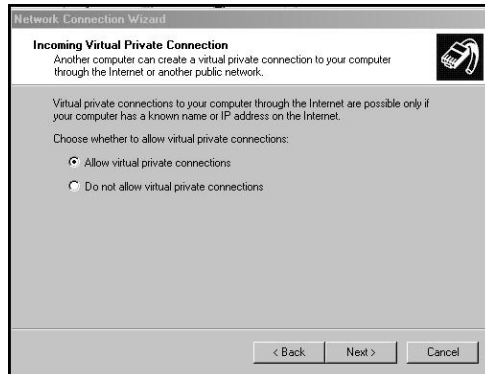 Network Connection Wizard
Incoming Virtual Private Connection
Another computer can create a virtual private connection to your computer
through the Internet or another public network.
Virtual private connections to your computer through the Internet are possible only if
your computer has a known name or IP address on the Internet.
Choose whether to allow virtual private connections:
Allow virtual private connections
Do not allow virtual private connections
< Back Next > Cancel